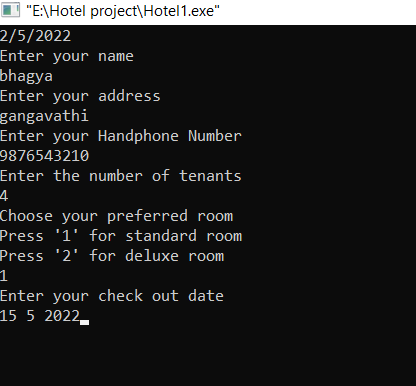 "E:\Hotel project\Hotel1.exe"
2/5/2022
Enter your name
bhagya
Enter your address
gangavathi
Enter your Handphone Number
9876543210
Enter the number of tenants
4
Choose your preferred room
Press '1' for standard room
Press '2' for deluxe room
1
Enter your check out date
15 5 2022